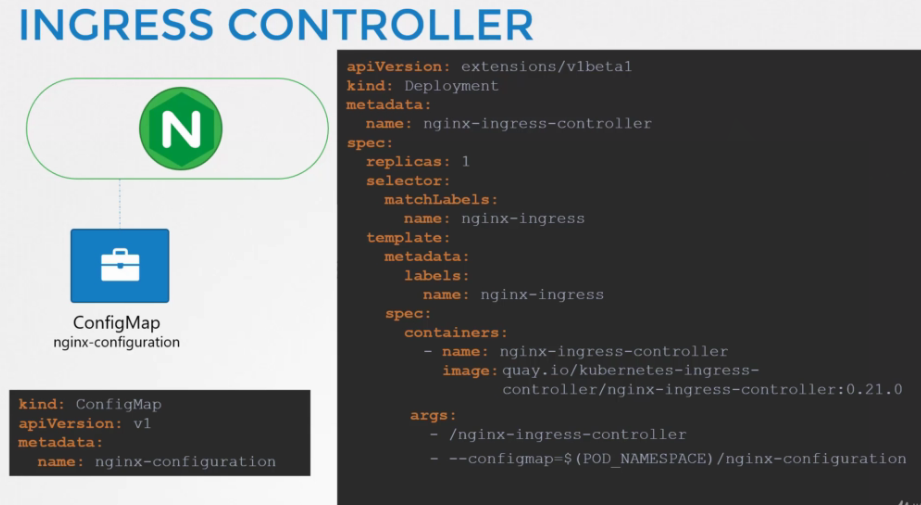 INGRESS CONTROLLER
N
ConfigMap
nginx-configuration
kind: ConfigMap
apiVersion: v1
metadata:
  name: nginx-configuration
apiVersion: extensions/v1beta1
kind: Deployment
metadata:
  name: nginx-ingress-controller
spec:
  replicas: 1
  selector:
    matchLabels:
      name: nginx-ingress
  template:
    metadata:
      labels:
        name: nginx-ingress
    spec:
      containers:
        - name: nginx-ingress-controller
          image: quay.io/kubernetes-ingress-
                 controller/nginx-ingress-controller:0.21.0
      args:
        - /nginx-ingress-controller
        - --configmap=$(POD_NAMESPACE)/nginx-configuration